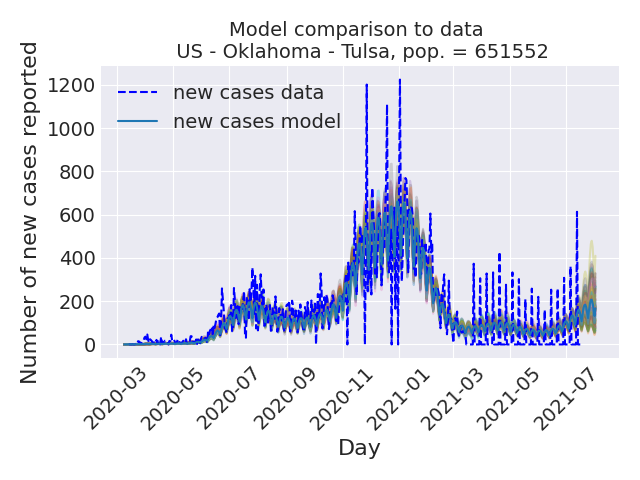 Model comparison to data
US - Oklahoma - Tulsa, pop. = 651552
Number of new cases reported
1200
1000
800
600
400
200
0
new cases data
new cases model
2020-03
2020-05
2020-07
2020-09
2020-11
2021-01
2021-03
2021-05
2021-07
Day